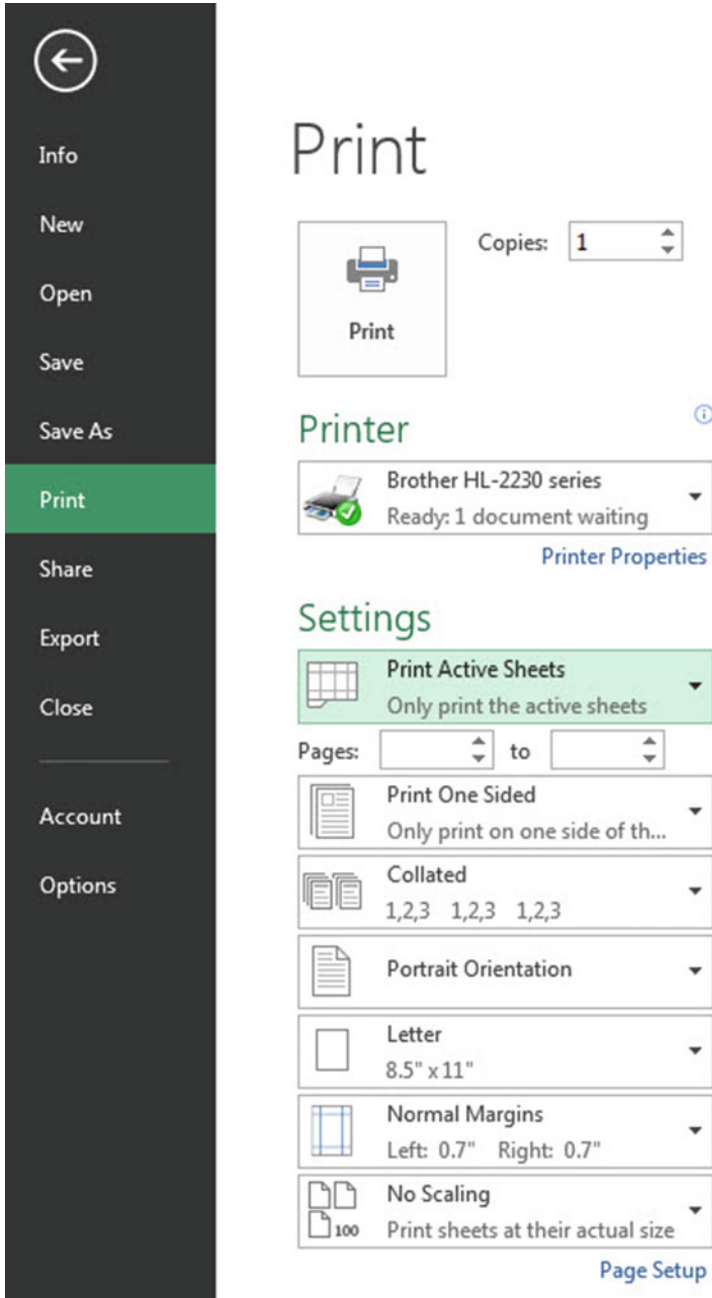 Info
New
Open
Save
Save As
Print
Share
Export
Close
Account
Options
Print
Print
Copies: 1
Printer
Brother HL-2230 series
Ready: 1 document waiting
Printer Properties
Settings
Print Active Sheets
Only print the active sheets
Pages: to
Print One Sided
Only print on one side of th...
Collated
1,2,3 1,2,3 1,2,3
Portrait Orientation
Letter
8.5" x 11"
Normal Margins
Left: 0.7" Right: 0.7"
No Scaling
100
Print sheets at their actual size
Page Setup